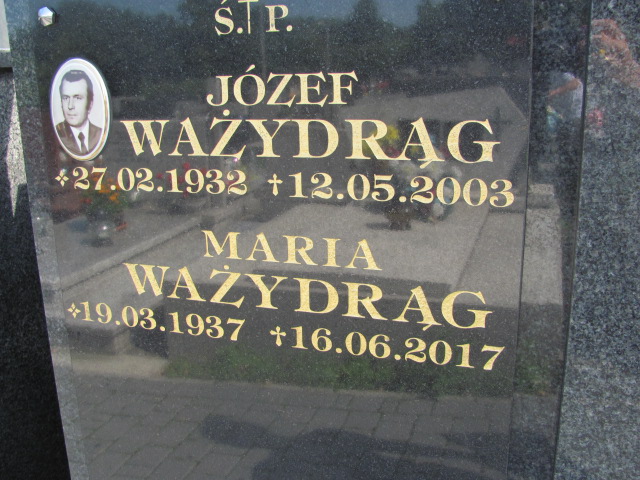 Ś.†P.
JÓZEF
WAŻYDRĄG
*27.02.1932 †12.05.2003
MARIA
WAŻYDRĄG
*19.03.1937 †16.06.2017